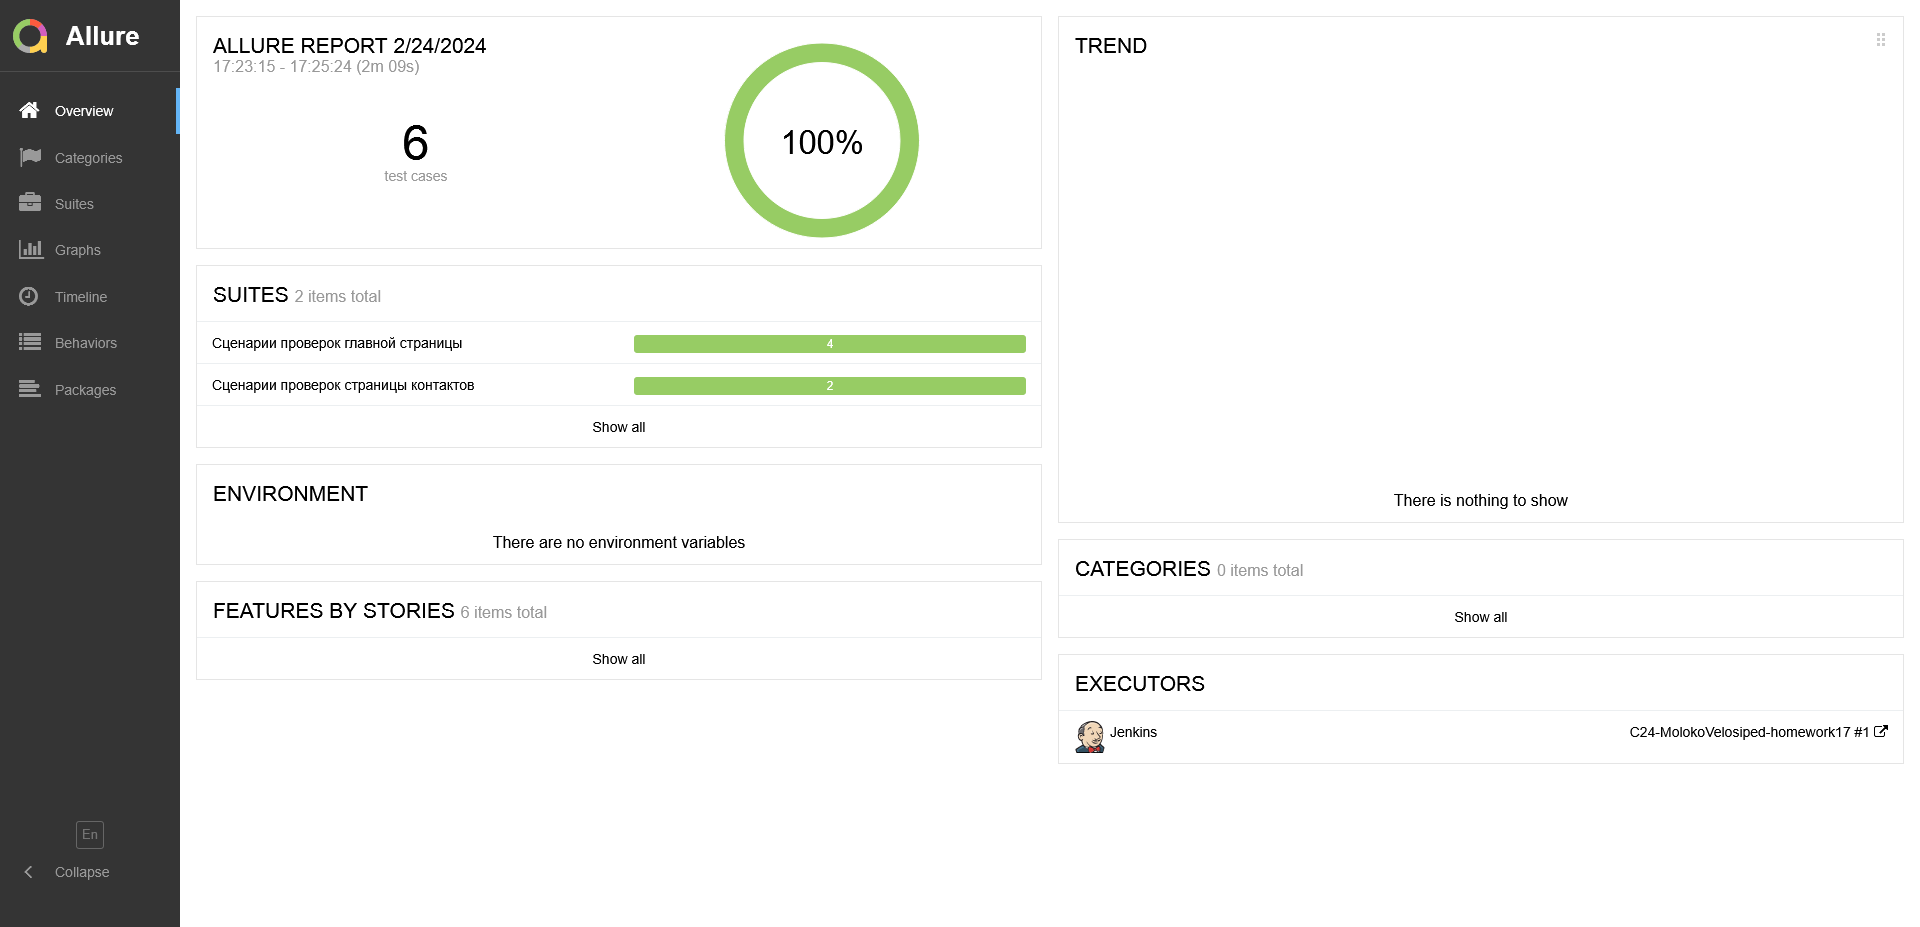 Allure
Overview
Categories
Suites
Graphs
Timeline
Behaviors
Packages
En
Collapse
ALLURE REPORT 2/24/2024
17:23:15 - 17:25:24 (2m 09s)
6
test cases
100%
SUITES 2 items total
Сценарии проверок главной страницы 4
Сценарии проверок страницы контактов 2
Show all
ENVIRONMENT
There are no environment variables
FEATURES BY STORIES 6 items total
Show all
TREND
There is nothing to show
CATEGORIES 0 items total
Show all
EXECUTORS
Jenkins C24-MolokoVelosiped-homework17 #1